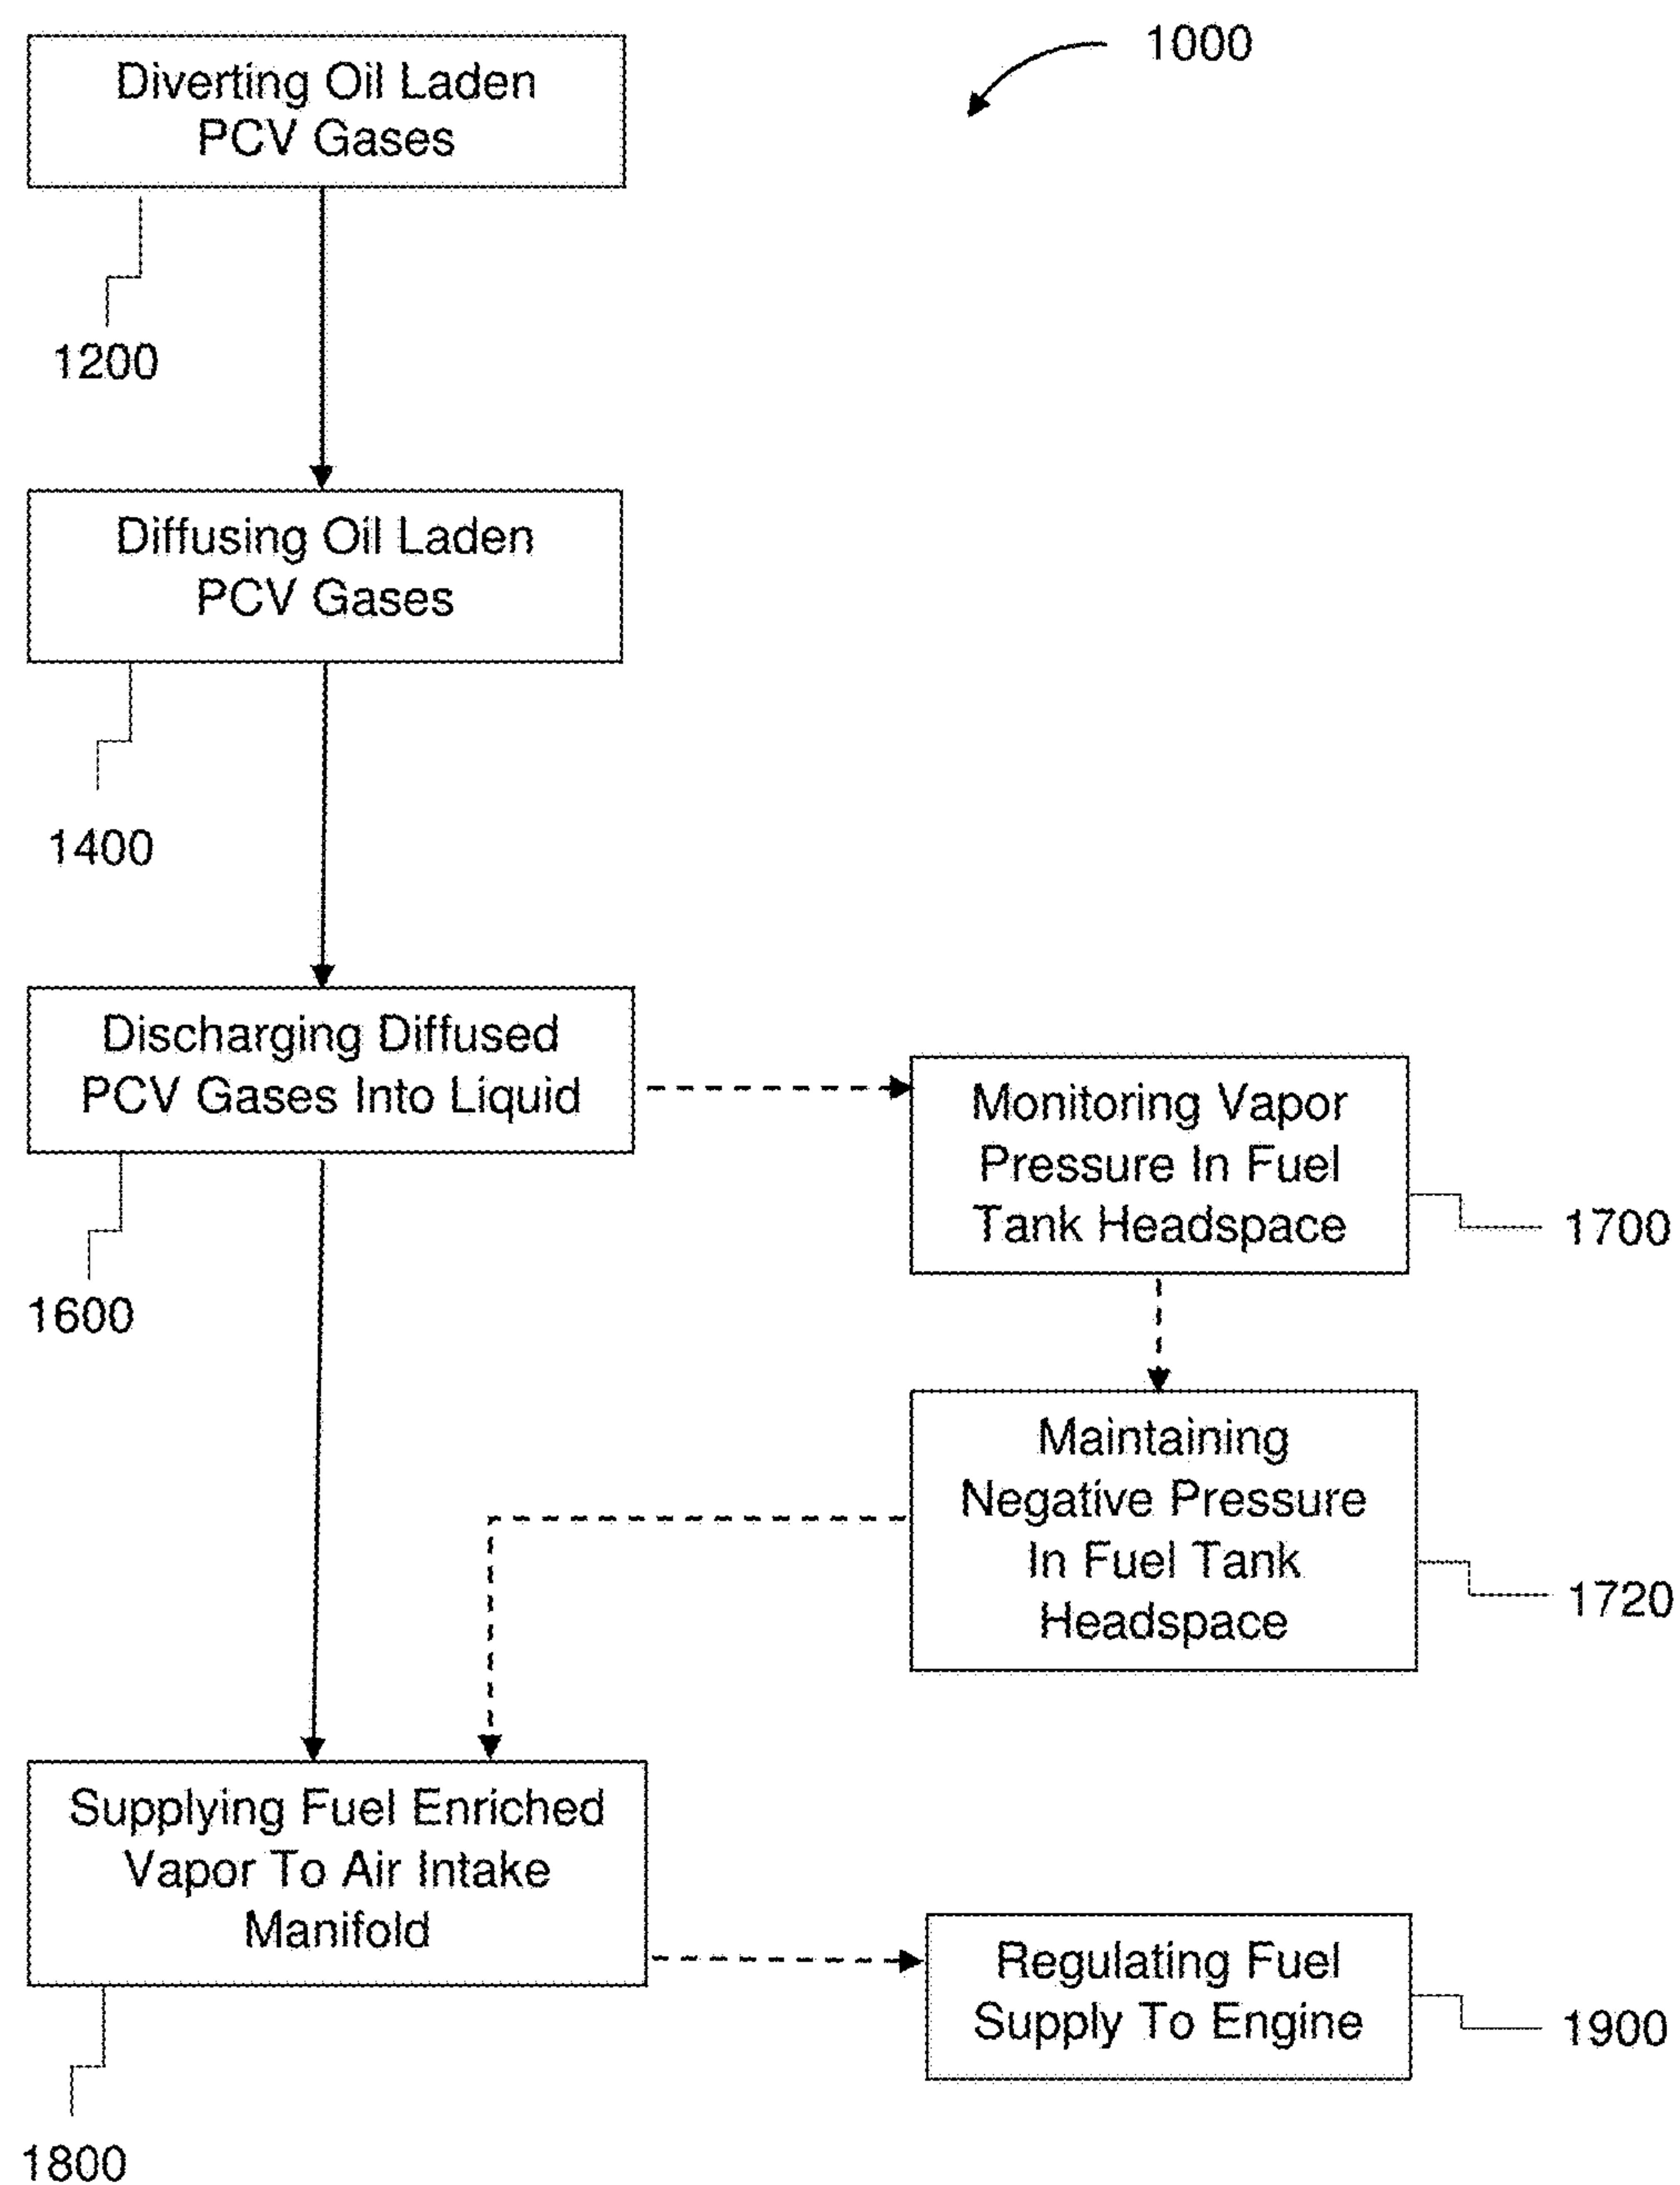 1000
Diverting Oil Laden
PCV Gases
1200
Diffusing Oil Laden
PCV Gases
1400
Discharging Diffused
PCV Gases Into Liquid
1600
Monitoring Vapor
Pressure In Fuel
Tank Headspace
1700
Maintaining
Negative Pressure
In Fuel Tank
Headspace
1720
Supplying Fuel Enriched
Vapor To Air Intake
Manifold
1800
Regulating Fuel
Supply To Engine
1900